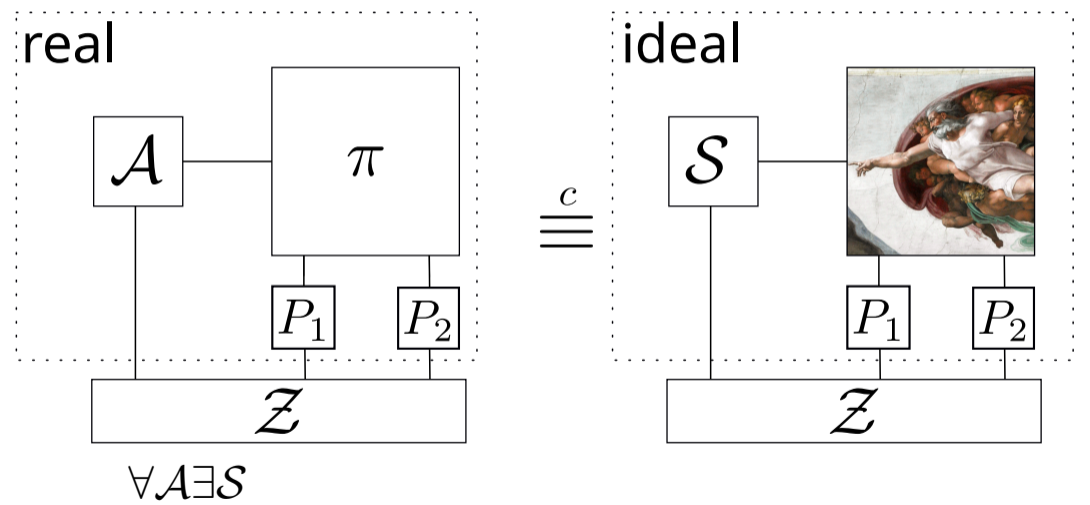 real
ideal
𝒜
π
c
≡
𝒮
P₁
P₂
P₁
P₂
𝒵
𝒵
∀𝒜∃𝒮